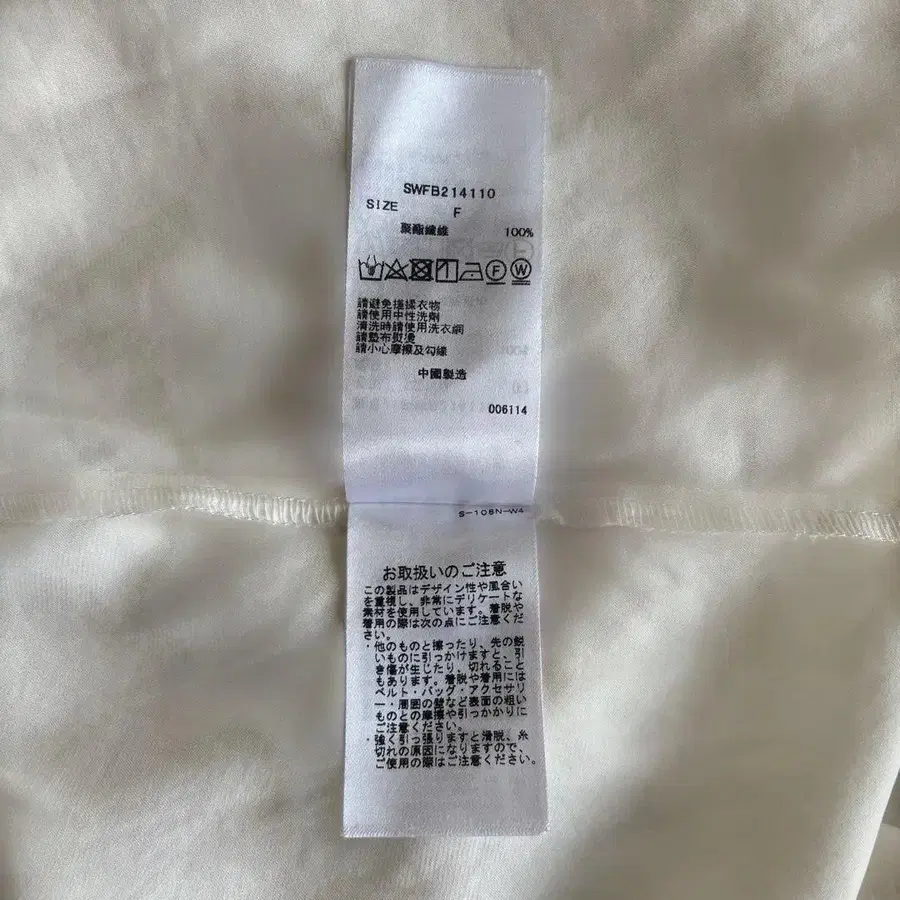 SWFB214110
SIZE F
聚酯纖維 100%
F W
請避免搓揉衣物
請使用中性洗劑
清洗時請使用洗衣網
請墊布熨燙
請小心摩擦及勾線
中國製造
006114
S-108N-W4
お取扱いのご注意
この製品はデザイン性や風合い
を重視し、非常にデリケートな
素材を使用しています。着脱や
着用の際は次の点にご注意くだ
さい。
・他のものと擦ったり、先の鋭
いものに引っかけますと、引
き傷が生じたり、切れること
もあります。着脱や着用には
ベルト・バッグ・アクセサリ
ー・周囲の壁など表面の粗い
ものとの摩擦や引っかかりに
ご注意ください。
・強く引っ張りますと滑脱、糸
切れの原因になりますので、
ご使用の際はご注意ください。